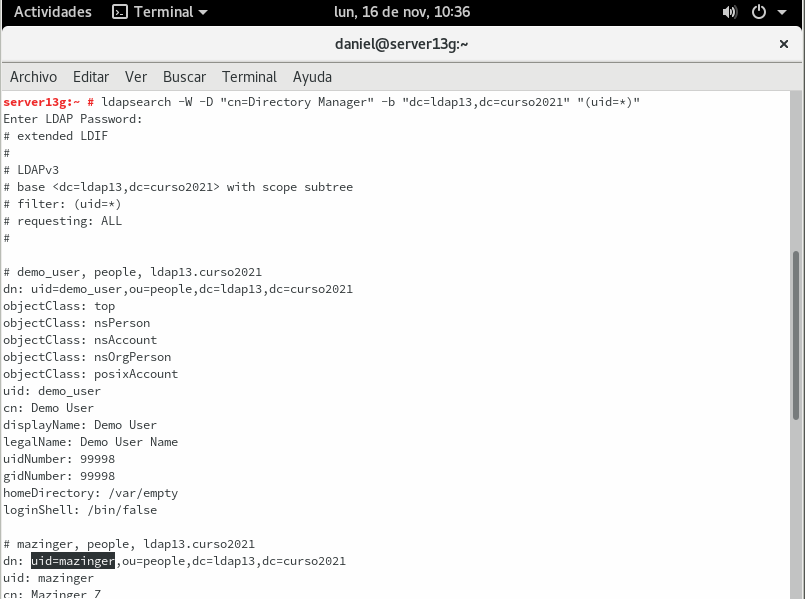 Actividades Terminal lun, 16 de nov, 10:36
daniel@server13g:~ ×
Archivo Editar Ver Buscar Terminal Ayuda
server13g:~ # ldapsearch -W -D "cn=Directory Manager" -b "dc=ldap13,dc=curso2021" "(uid=*)"
Enter LDAP Password:
# extended LDIF
#
# LDAPv3
# base <dc=ldap13,dc=curso2021> with scope subtree
# filter: (uid=*)
# requesting: ALL
#
# demo_user, people, ldap13.curso2021
dn: uid=demo_user,ou=people,dc=ldap13,dc=curso2021
objectClass: top
objectClass: nsPerson
objectClass: nsAccount
objectClass: nsOrgPerson
objectClass: posixAccount
uid: demo_user
cn: Demo User
displayName: Demo User
legalName: Demo User Name
uidNumber: 99998
gidNumber: 99998
homeDirectory: /var/empty
loginShell: /bin/false
# mazinger, people, ldap13.curso2021
dn: uid=mazinger,ou=people,dc=ldap13,dc=curso2021
uid: mazinger
cn: Mazinger Z